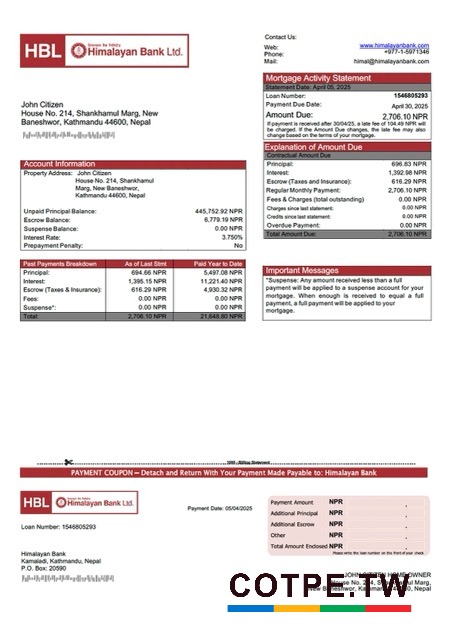 Contact Us:
Web: www.himalayanbank.com
Phone: +977-1-5971346
Mail: himal@himalayanbank.com
HBL
Himalayan Bank Ltd.
Mortgage Activity Statement
Statement Date: April 05, 2025
Loan Number: 1546805293
Payment Due Date: April 30, 2025
Amount Due: 2,706.10 NPR
If payment is received after 30/04/25, a late fee of 104.49 NPR will
be charged. If the Amount Due changes, the late fee may also
change based on the terms of Mortgage.
John Citizen
House No. 214, Shankhamul Marg, New
Baneshwor, Kathmandu 44600, Nepal
Explanation of Amount Due
Contractual Amount Due
Principal: 696.83 NPR
Interest: 1,392.98 NPR
Escrow (Taxes and Insurance): 616.29 NPR
Regular Monthly Payment: 2,706.10 NPR
Fees & Charges (total outstanding) 0.00 NPR
Charges since last statement: 0.00 NPR
Credits since last statement: 0.00 NPR
Overdue Payment: 0.00 NPR
Total Amount Due: 2,706.10 NPR
Account Information
Property Address: John Citizen
House No. 214, Shankhamul
Marg, New Baneshwor,
Kathmandu 44600, Nepal
Unpaid Principal Balance: 445,752.92 NPR
Escrow Balance: 6,779.19 NPR
Suspense Balance: 0.00 NPR
Interest Rate: 3.750%
Prepayment Penalty: No
Past Payments Breakdown As of Last Stmt Paid Year to Date
Principal: 694.66 NPR 5,497.08 NPR
Interest: 1,395.15 NPR 11,221.40 NPR
Escrow (Taxes & Insurance): 616.29 NPR 4,930.32 NPR
Fees: 0.00 NPR 0.00 NPR
Suspense*: 0.00 NPR 0.00 NPR
Total: 2,706.10 NPR 21,648.80 NPR
Important Messages
*Suspense: Any amount received less than a full
payment will be applied to a suspense account for your
mortgage. When enough is received to equal a full
payment, a full payment will be applied to your
mortgage.
Billing Statement
PAYMENT COUPON – Detach and Return With Your Payment Made Payable to: Himalayan Bank
HBL
Himalayan Bank Ltd.
Payment Date: 05/04/2025
Loan Number: 1546805293
Payment Amount NPR
Additional Principal NPR
Additional Escrow NPR
Other NPR
Total Amount Enclosed NPR
Please write the loan number on the front of your check
Himalayan Bank
Kamaladi, Kathmandu, Nepal
P.O. Box: 20590
JOHN CITIZEN HOME OWNER
House No. 214, Shankhamul Marg,
New Baneshwor, Kathmandu 44600, Nepal
COTPE.TW